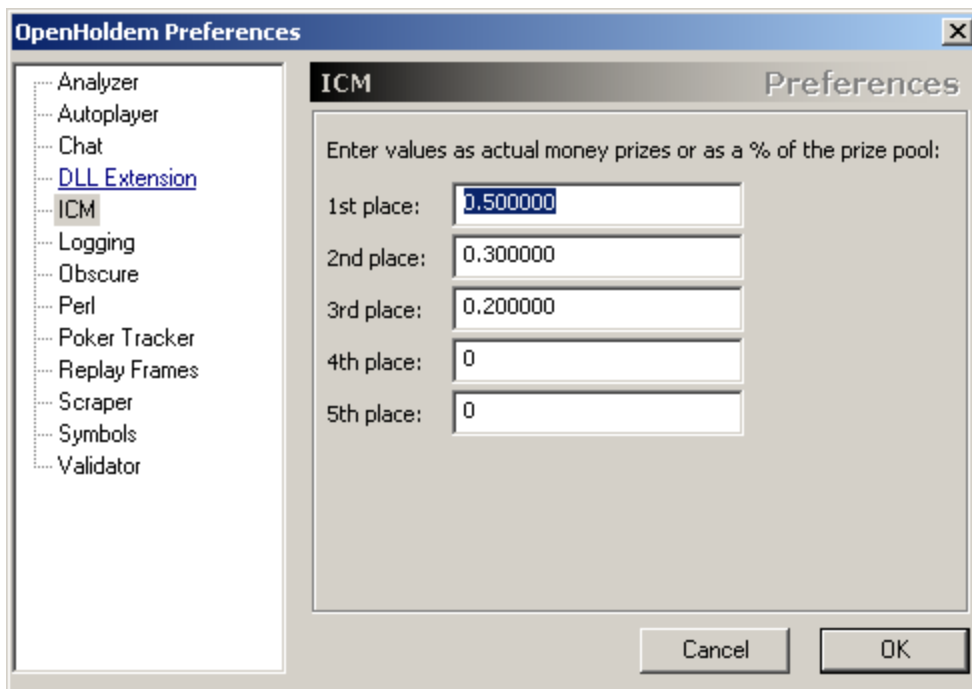 OpenHoldem Preferences
Analyzer
Autoplayer
Chat
DLL Extension
ICM
Logging
Obscure
Perl
Poker Tracker
Replay Frames
Scraper
Symbols
Validator
ICM Preferences
Enter values as actual money prizes or as a % of the prize pool:
1st place: 0.500000
2nd place: 0.300000
3rd place: 0.200000
4th place: 0
5th place: 0
Cancel OK